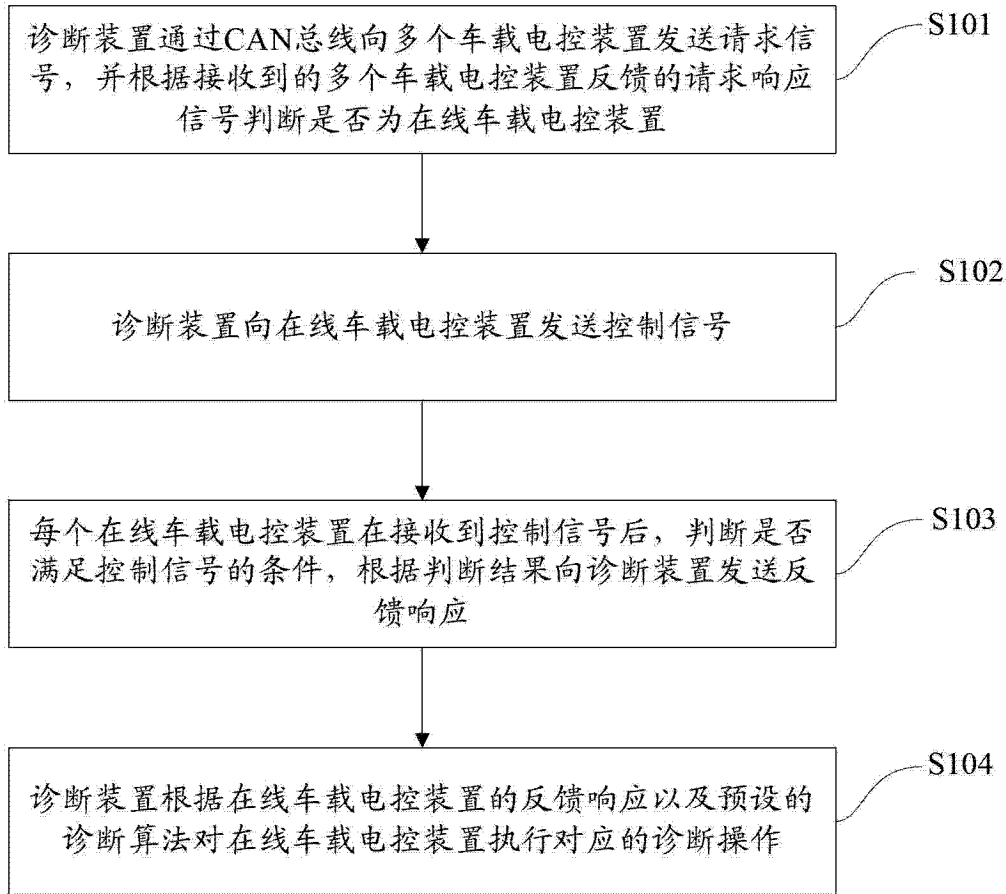 诊断装置通过CAN总线向多个车载电控装置发送请求信
号，并根据接收到的多个车载电控装置反馈的请求响应
信号判断是否为在线车载电控装置
S101
诊断装置向在线车载电控装置发送控制信号
S102
每个在线车载电控装置在接收到控制信号后，判断是否
满足控制信号的条件，根据判断结果向诊断装置发送反
馈响应
S103
诊断装置根据在线车载电控装置的反馈响应以及预设的
诊断算法对在线车载电控装置执行对应的诊断操作
S104